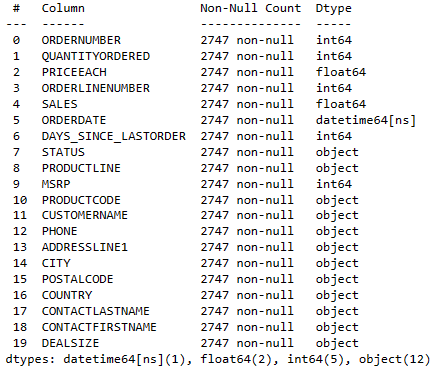 #   Column               Non-Null Count  Dtype
---  ------               --------------  -----
 0   ORDERNUMBER          2747 non-null   int64
 1   QUANTITYORDERED      2747 non-null   int64
 2   PRICEEACH            2747 non-null   float64
 3   ORDERLINENUMBER      2747 non-null   int64
 4   SALES                2747 non-null   float64
 5   ORDERDATE            2747 non-null   datetime64[ns]
 6   DAYS_SINCE_LASTORDER 2747 non-null   int64
 7   STATUS               2747 non-null   object
 8   PRODUCTLINE          2747 non-null   object
 9   MSRP                 2747 non-null   int64
 10  PRODUCTCODE          2747 non-null   object
 11  CUSTOMERNAME         2747 non-null   object
 12  PHONE                2747 non-null   object
 13  ADDRESSLINE1         2747 non-null   object
 14  CITY                 2747 non-null   object
 15  POSTALCODE           2747 non-null   object
 16  COUNTRY              2747 non-null   object
 17  CONTACTLASTNAME      2747 non-null   object
 18  CONTACTFIRSTNAME     2747 non-null   object
 19  DEALSIZE             2747 non-null   object
dtypes: datetime64[ns](1), float64(2), int64(5), object(12)